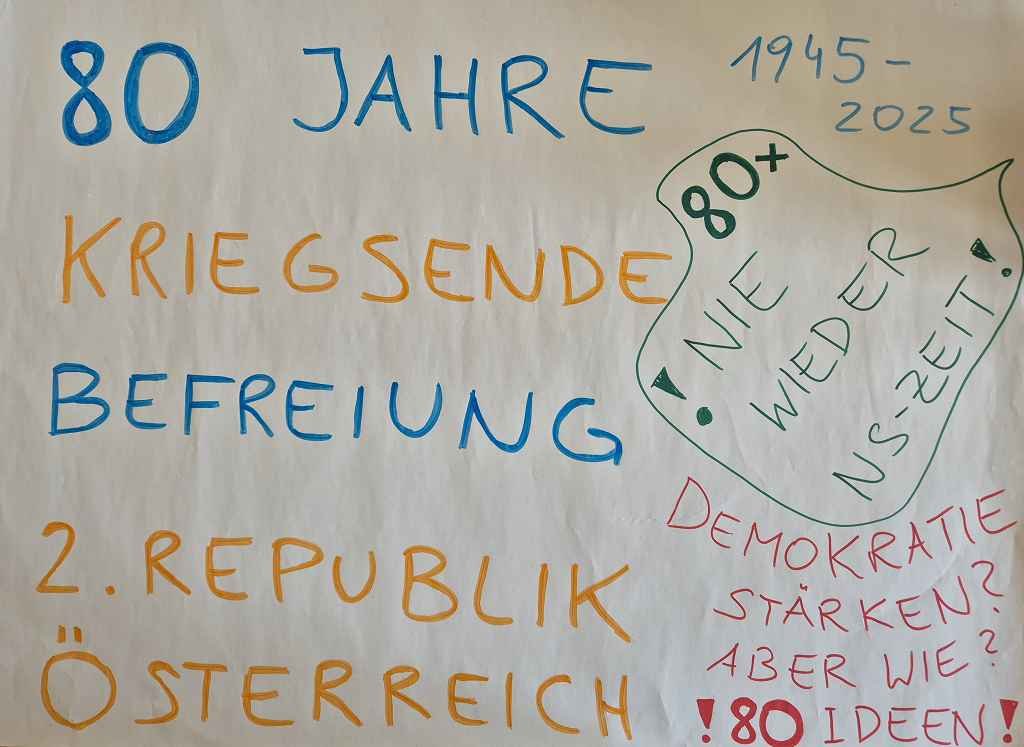 80 JAHRE
KRIEGSENDE
BEFREIUNG
2. REPUBLIK
ÖSTERREICH
1945-
2025
80+
! NIE
WIEDER
NS-ZEIT!
DEMOKRATIE
STÄRKEN?
ABER WIE?
!80 IDEEN!